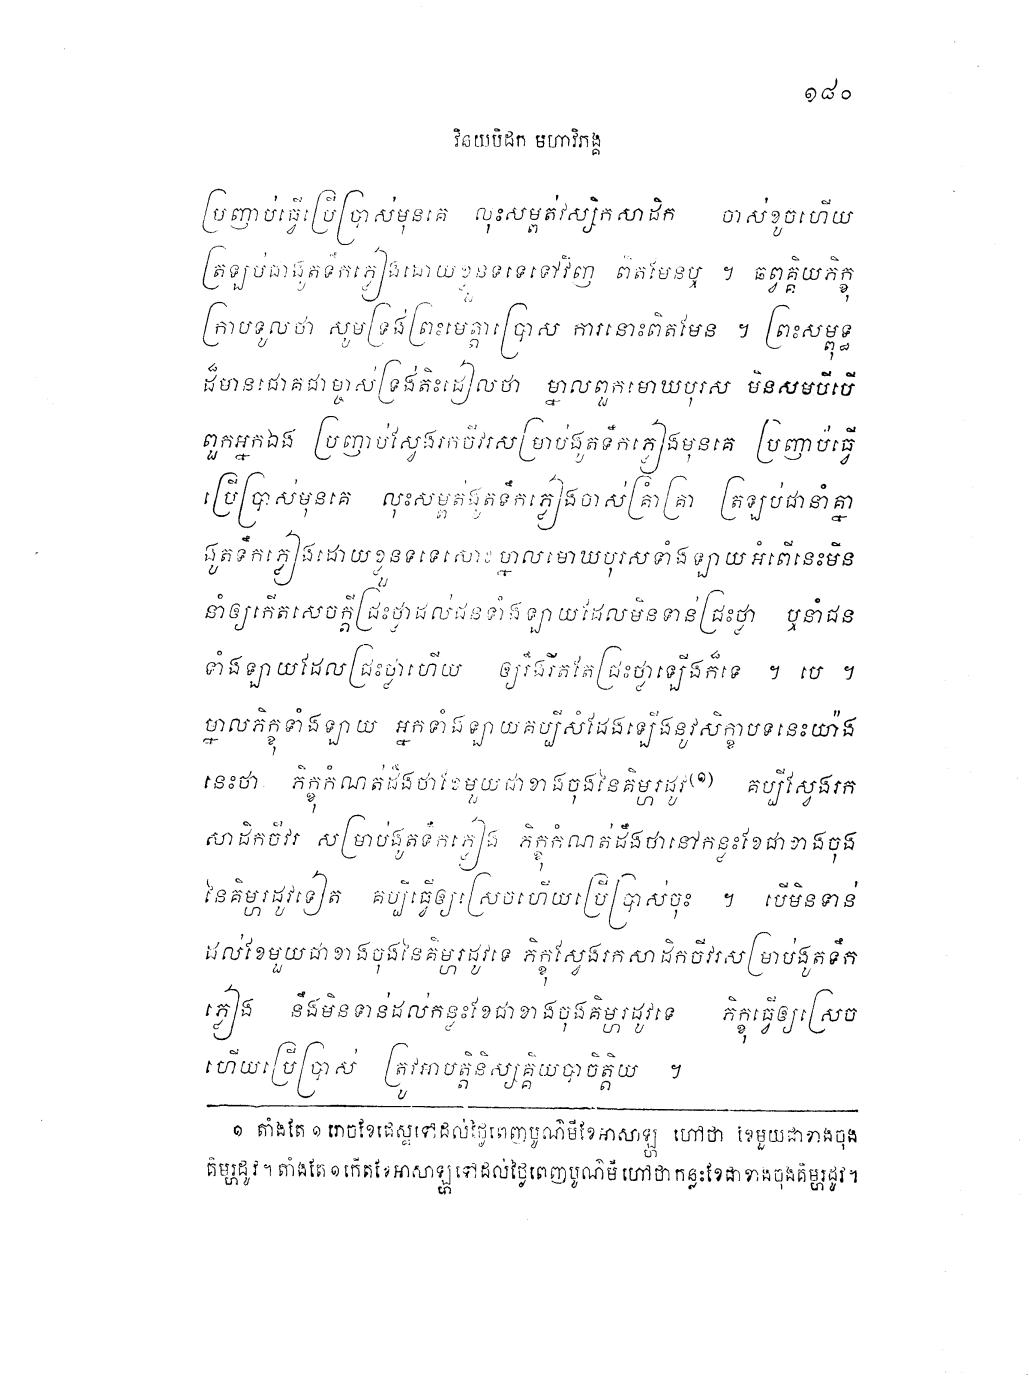 ១៨០
វិនយបិដក មហាវិភង្គ
ប្រញាប់ធ្វើប្រើប្រាស់មុនគេ លុះសម្ពត់វស្សិកសាដិក ចាស់ខូចហើយ
ត្រឡប់ជាងូតទឹកភ្លៀងដោយខ្លួនទទេទៅវិញ ពិតមែនឬ ។ ឆព្វគ្គិយភិក្ខុ
ក្រាបទូលថា សូមទ្រង់ព្រះមេត្តាប្រោស ការនោះពិតមែន ។ ព្រះសម្ពុទ្ធ
ដ៏មានជោគជាម្ចាស់ទ្រង់តិះដៀលថា ម្នាលពួកមោឃបុរស មិនសមបីបើ
ពួកអ្នកឯង ប្រញាប់ស្វែងរកចីវរសម្រាប់ងូតទឹកភ្លៀងមុនគេ ប្រញាប់ធ្វើ
ប្រើប្រាស់មុនគេ លុះសម្ពត់ងូតទឹកភ្លៀងចាស់គ្រាំគ្រា ត្រឡប់ជានាំគ្នា
ងូតទឹកភ្លៀងដោយខ្លួនទទេសោះ ម្នាលមោឃបុរសទាំងឡាយ អំពើនេះមិន
នាំឲ្យកើតសេចក្តីជ្រះថ្លាដល់ជនទាំងឡាយដែលមិនទាន់ជ្រះថ្លា ឬនាំជន
ទាំងឡាយដែលជ្រះថ្លាហើយ ឲ្យរឹងរឹតតែជ្រះថ្លាឡើងក៏ទេ ។ បេ ។
ម្នាលភិក្ខុទាំងឡាយ អ្នកទាំងឡាយគប្បីសំដែងឡើងនូវសិក្ខាបទនេះយ៉ាង
នេះថា ភិក្ខុកំណត់ដឹងថាខែមួយជាខាងចុងនៃគិម្ហរដូវ(១) គប្បីស្វែងរក
សាដិកចីវរ សម្រាប់ងូតទឹកភ្លៀង ភិក្ខុកំណត់ដឹងថានៅកន្លះខែជាខាងចុង
នៃគិម្ហរដូវទៀត គប្បីធ្វើឲ្យស្រេចហើយប្រើប្រាស់ចុះ ។ បើមិនទាន់
ដល់ខែមួយជាខាងចុងនៃគិម្ហរដូវទេ ភិក្ខុស្វែងរកសាដិកចីវរសម្រាប់ងូតទឹក
ភ្លៀង នឹងមិនទាន់ដល់កន្លះខែជាខាងចុងគិម្ហរដូវទេ ភិក្ខុធ្វើឲ្យស្រេច
ហើយប្រើប្រាស់ ត្រូវអាបត្តិនិស្សគ្គិយបាចិត្តិយ ។
១ តាំងតែ ១ រោចខែជេស្ឋទៅដល់ថ្ងៃពេញបូណ៌មីខែអាសាឡ្ហ ហៅថា ខែមួយជាខាងចុង
គិម្ហរដូវ។ តាំងតែ ១ កើតខែអាសាឡ្ហ ទៅដល់ថ្ងៃពេញបូណ៌មី ហៅថាកន្លះខែជាខាងចុងគិម្ហរដូវ។